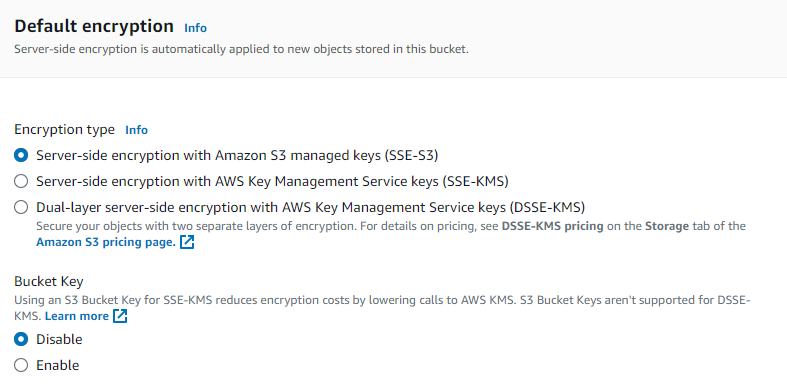 Default encryption Info
Server-side encryption is automatically applied to new objects stored in this bucket.
Encryption type Info
Server-side encryption with Amazon S3 managed keys (SSE-S3)
Server-side encryption with AWS Key Management Service keys (SSE-KMS)
Dual-layer server-side encryption with AWS Key Management Service keys (DSSE-KMS)
Secure your objects with two separate layers of encryption. For details on pricing, see DSSE-KMS pricing on the Storage tab of the
Amazon S3 pricing page.
Bucket Key
Using an S3 Bucket Key for SSE-KMS reduces encryption costs by lowering calls to AWS KMS. S3 Bucket Keys aren't supported for DSSE-
KMS. Learn more
Disable
Enable